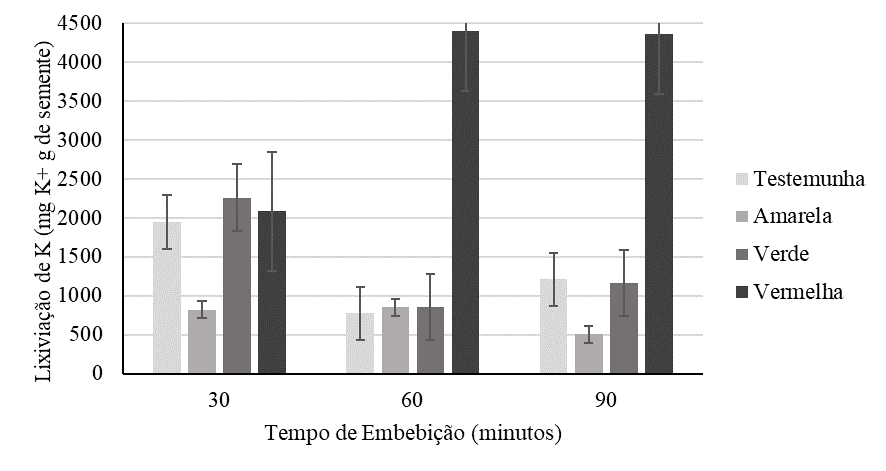 4500
4000
3500
3000
2500
2000
1500
1000
500
0
Lixiviação de K (mg K+ g de semente)
30
60
90
Tempo de Embebição (minutos)
Testemunha
Amarela
Verde
Vermelha